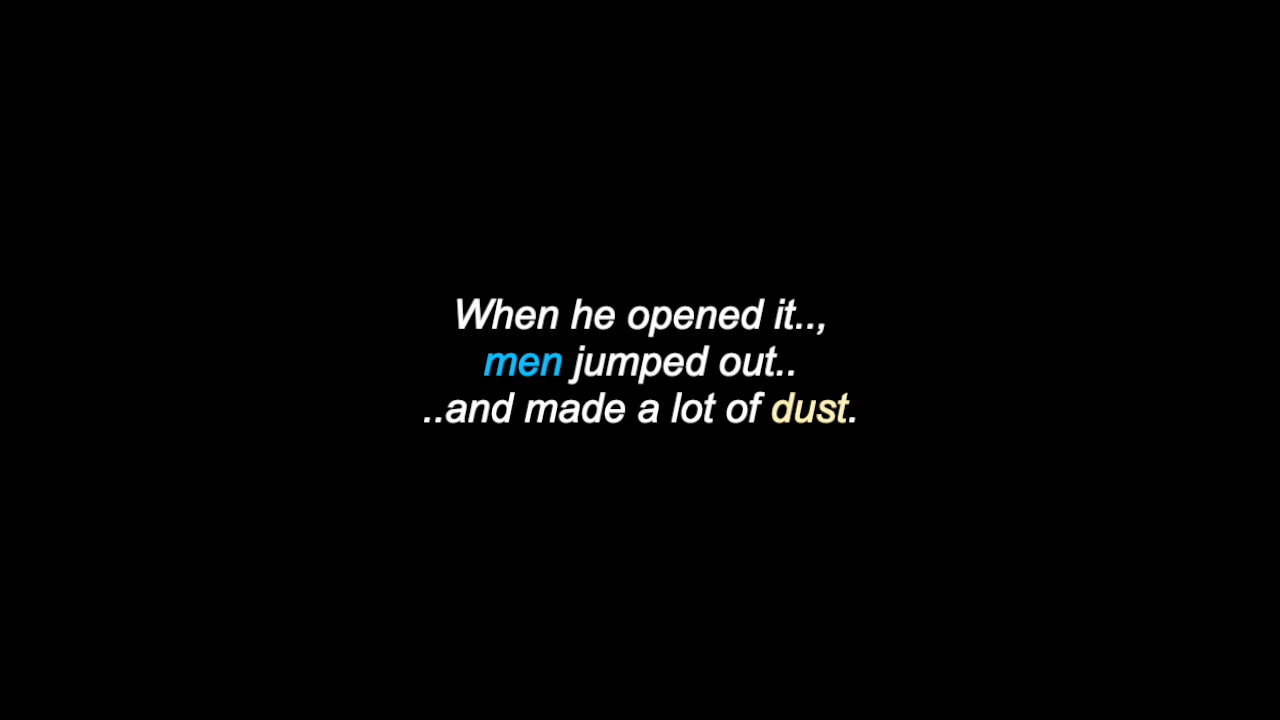 When he opened it..,
men jumped out..
..and made a lot of dust.